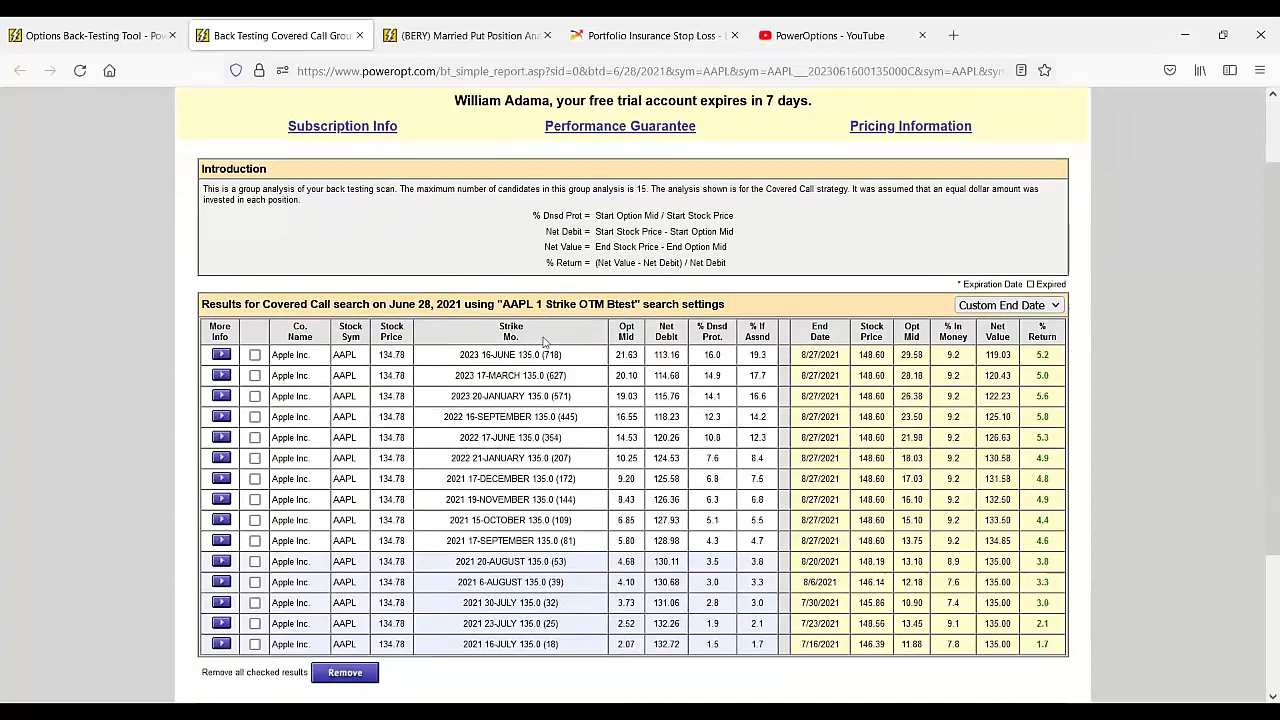 Options Back-Testing Tool - Pow
Back Testing Covered Call Grou
(BERY) Married Put Position Ana
Portfolio Insurance Stop Loss - 
PowerOptions - YouTube
https://www.poweropt.com/bt_simple_report.asp?id=0&btd=6/28/2021&sym=AAPL&sym=AAPL__2023061600135000C&sym=AAPL&syn
William Adama, your free trial account expires in 7 days.
Subscription Info Performance Guarantee Pricing Information
Introduction
This is a group analysis of your back testing scan. The maximum number of candidates in this group analysis is 15. The analysis shown is for the Covered Call strategy. It was assumed that an equal dollar amount was
invested in each position.
% Dnsd Prot = Start Option Mid / Start Stock Price
Net Debit = Start Stock Price - Start Option Mid
Net Value = End Stock Price - End Option Mid
% Return = (Net Value - Net Debit) / Net Debit
* Expiration Date Expired
Results for Covered Call search on June 28, 2021 using "AAPL 1 Strike OTM Btest" search settings Custom End Date
More Co. Stock Stock Strike Opt Net % Dnsd % If End Stock Opt % In Net %
Info Name Sym Price Mo. Mid Debit Prot. Assnd Date Price Mid Money Value Return
Apple Inc. AAPL 134.78 2023 16-JUNE 135.0 (718) 21.63 113.16 16.0 19.3 8/27/2021 148.60 29.58 9.2 119.03 5.2
Apple Inc. AAPL 134.78 2023 17-MARCH 135.0 (627) 20.10 114.68 14.9 17.7 8/27/2021 148.60 28.18 9.2 120.43 5.0
Apple Inc. AAPL 134.78 2023 20-JANUARY 135.0 (571) 19.03 115.76 14.1 16.6 8/27/2021 148.60 26.38 9.2 122.23 5.6
Apple Inc. AAPL 134.78 2022 16-SEPTEMBER 135.0 (445) 16.55 118.23 12.3 14.2 8/27/2021 148.60 23.50 9.2 125.10 5.8
Apple Inc. AAPL 134.78 2022 17-JUNE 135.0 (354) 14.53 120.26 10.8 12.3 8/27/2021 148.60 21.98 9.2 126.63 5.3
Apple Inc. AAPL 134.78 2022 21-JANUARY 135.0 (207) 10.25 124.53 7.6 8.4 8/27/2021 148.60 18.03 9.2 130.58 4.9
Apple Inc. AAPL 134.78 2021 17-DECEMBER 135.0 (172) 9.20 125.58 6.8 7.5 8/27/2021 148.60 17.03 9.2 131.58 4.8
Apple Inc. AAPL 134.78 2021 19-NOVEMBER 135.0 (144) 8.43 126.36 6.3 6.8 8/27/2021 148.60 16.10 9.2 132.50 4.9
Apple Inc. AAPL 134.78 2021 15-OCTOBER 135.0 (109) 6.85 127.93 5.1 5.5 8/27/2021 148.60 15.10 9.2 133.50 4.4
Apple Inc. AAPL 134.78 2021 17-SEPTEMBER 135.0 (81) 5.80 128.98 4.3 4.7 8/27/2021 148.60 13.75 9.2 134.85 4.6
Apple Inc. AAPL 134.78 2021 20-AUGUST 135.0 (53) 4.68 130.11 3.5 3.8 8/20/2021 148.19 13.18 8.9 135.00 3.8
Apple Inc. AAPL 134.78 2021 6-AUGUST 135.0 (39) 4.10 130.68 3.0 3.3 8/6/2021 146.14 12.18 7.6 135.00 3.3
Apple Inc. AAPL 134.78 2021 30-JULY 135.0 (32) 3.73 131.06 2.8 3.0 7/30/2021 145.86 10.90 7.4 135.00 3.0
Apple Inc. AAPL 134.78 2021 23-JULY 135.0 (25) 2.52 132.26 1.9 2.1 7/23/2021 148.56 13.45 9.1 135.00 2.1
Apple Inc. AAPL 134.78 2021 16-JULY 135.0 (18) 2.07 132.72 1.5 1.7 7/16/2021 146.39 11.88 7.8 135.00 1.7
Remove all checked results Remove